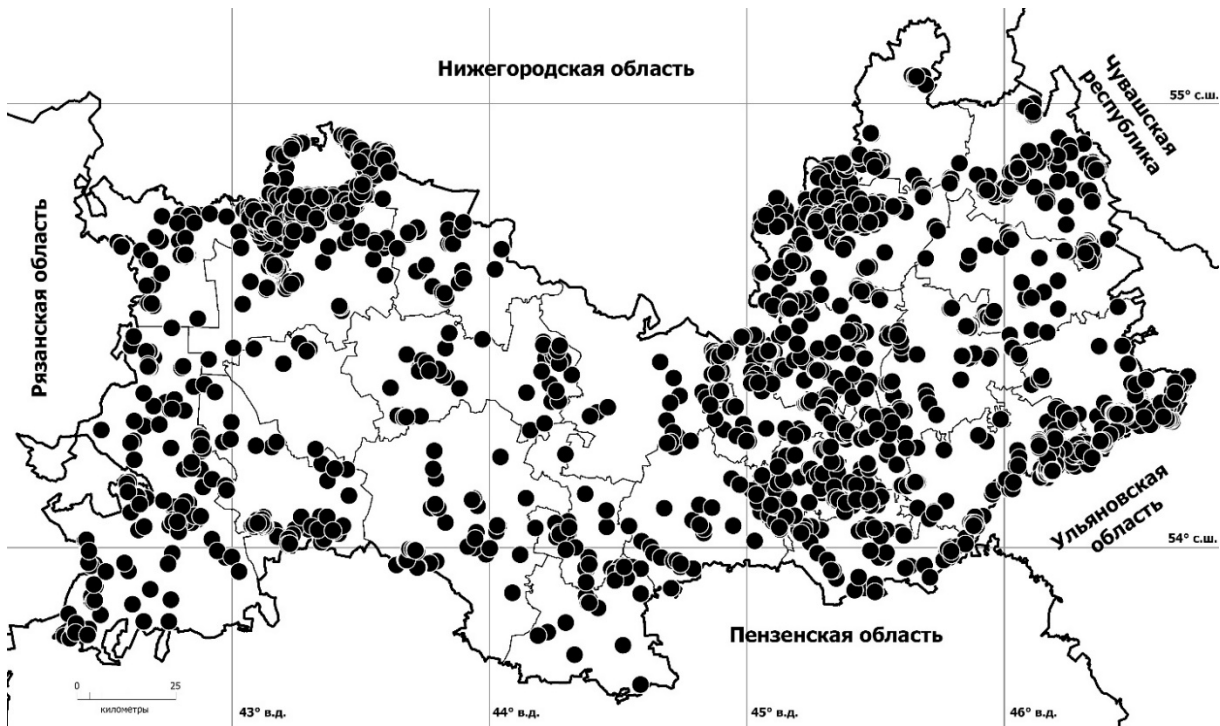 Нижегородская область
Чувашская
республика
55° с.ш.
Рязанская область
Ульяновская
область
54° с.ш.
Пензенская область
0 25
километры
43° в.д.
44° в.д.
45° в.д.
46° в.д.